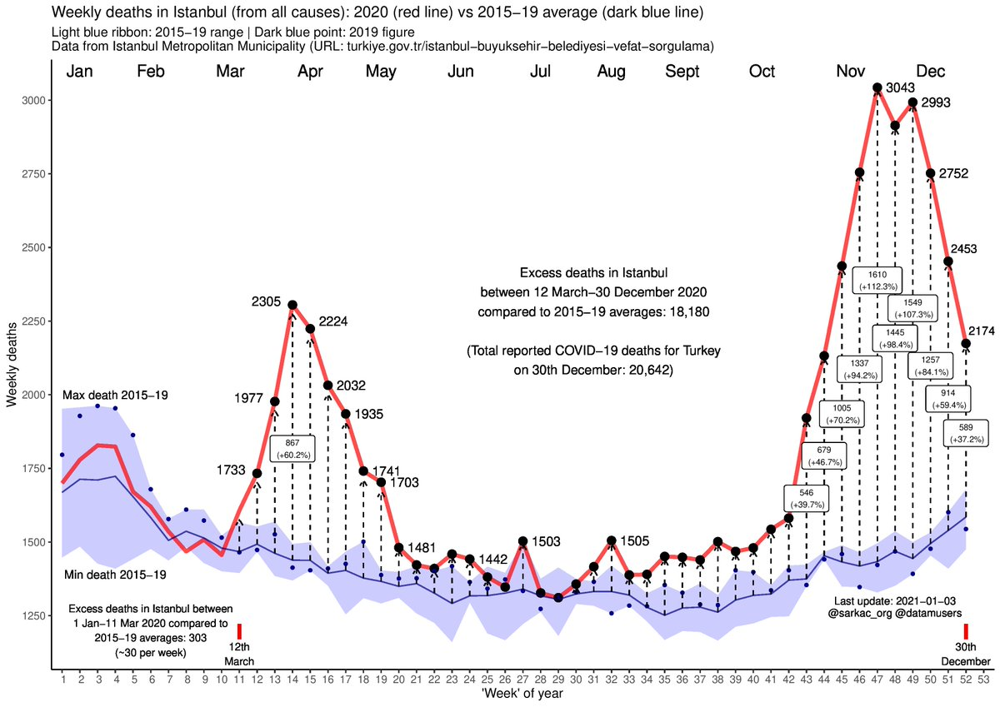 Weekly deaths in Istanbul (from all causes): 2020 (red line) vs 2015−19 average (dark blue line)
Light blue ribbon: 2015−19 range | Dark blue point: 2019 figure
Data from Istanbul Metropolitan Municipality (URL: turkiye.gov.tr/istanbul−buyuksehir−belediyesi−vefat−sorgulama)
Jan Feb Mar Apr May Jun Jul Aug Sept Oct Nov Dec
3000
2750
2500
2250
2000
1750
1500
1250
Weekly deaths
3043
2993
2752
2453
2174
2305
2224
1977
2032
1935
1733
1741
1703
1481
1442
1503
1505
867
(+60.2%)
546
(+39.7%)
679
(+46.7%)
1005
(+70.2%)
1337
(+94.2%)
1610
(+112.3%)
1445
(+98.4%)
1549
(+107.3%)
1257
(+84.1%)
914
(+59.4%)
589
(+37.2%)
Excess deaths in Istanbul
between 12 March−30 December 2020
compared to 2015−19 averages: 18,180
(Total reported COVID−19 deaths for Turkey
on 30th December: 20,642)
Max death 2015−19
Min death 2015−19
Excess deaths in Istanbul between
1 Jan−11 Mar 2020 compared to
2015−19 averages: 303
(~30 per week)
12th
March
Last update: 2021−01−03
@sarkac_org @datamusers
30th
December
1 2 3 4 5 6 7 8 9 10 11 12 13 14 15 16 17 18 19 20 21 22 23 24 25 26 27 28 29 30 31 32 33 34 35 36 37 38 39 40 41 42 43 44 45 46 47 48 49 50 51 52 53
'Week' of year